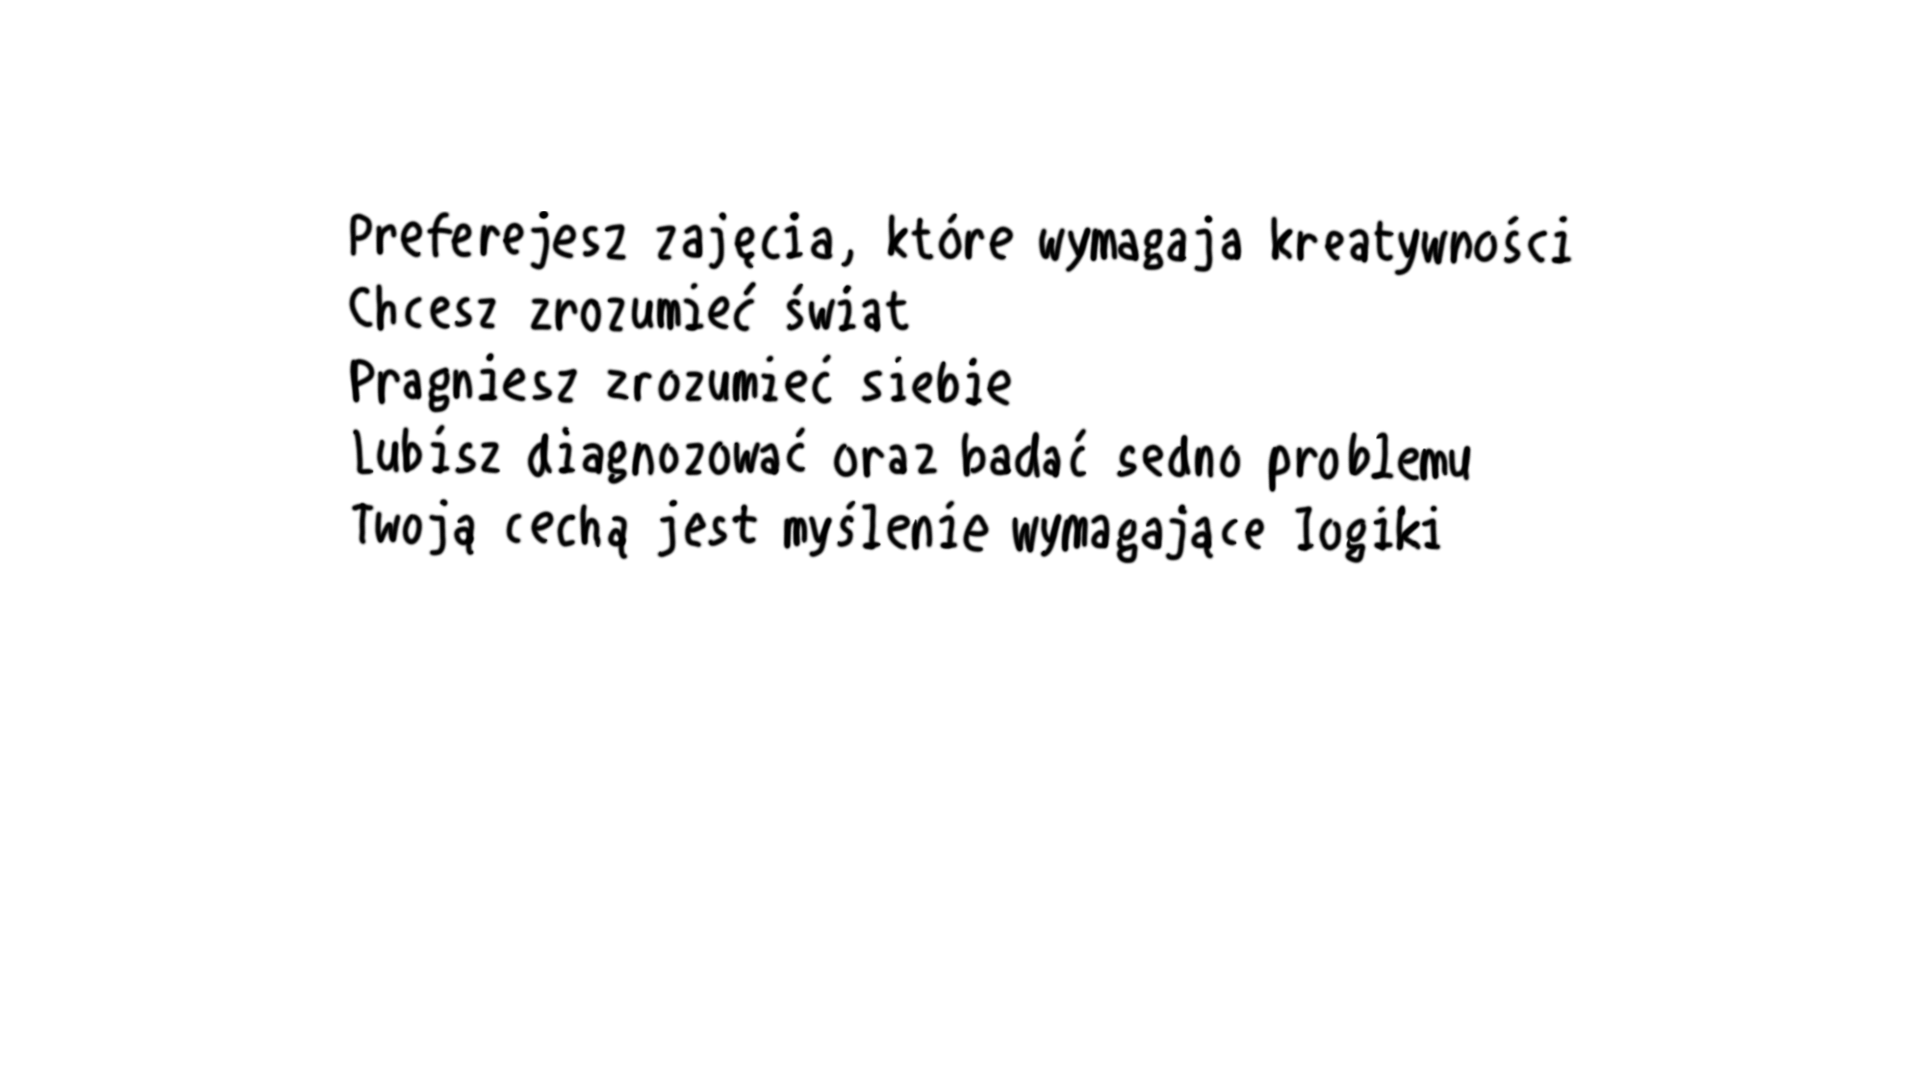 Preferejesz zajęcia, które wymagaja kreatywności
Chcesz zrozumieć świat
Pragniesz zrozumieć siebie
Lubisz diagnozować oraz badać sedno problemu
Twoją cechą jest myślenie wymagające logiki